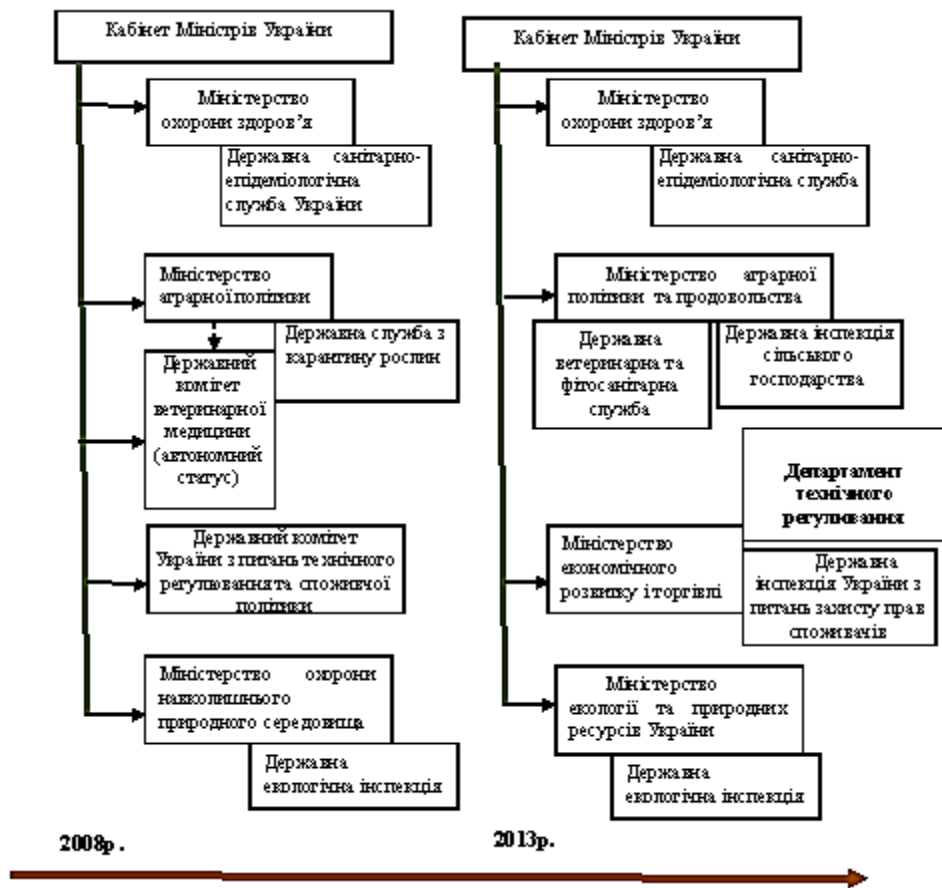 Кабінет Міністрів України
Міністерство
охорони здоров’я
Державна санітарно-
епідеміологічна
служба України
Міністерство
аграрної політики
Державна служба з
карантину рослин
Державний
комітет
ветеринарної
медицини
(автономний
статус)
Державний комітет
України з питань технічного
регулювання та споживчої
політики
Міністерство охорони
навколишнього
природного середовища
Державна
екологічна інспекція
2008р.
Кабінет Міністрів України
Міністерство
охорони здоров’я
Державна санітарно-
епідеміологічна служба
Міністерство аграрної
політики та продовольства
Державна
ветеринарна та
фітосанітарна
служба
Державна інспекція
сільського
господарства
Департамент
технічного
регулювання
Міністерство
економічного
розвитку і торгівлі
Державна
інспекція України з
питань захисту прав
споживачів
Міністерство
екології та природних
ресурсів України
Державна
екологічна інспекція
2013р.